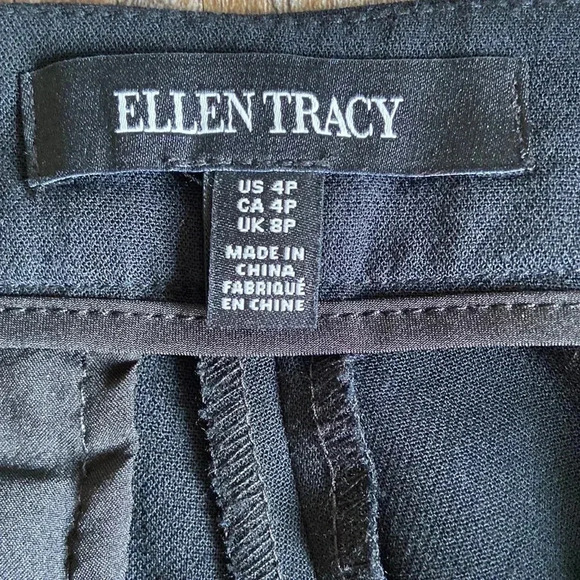 ELLEN TRACY
US 4P
CA 4P
UK 8P
MADE IN
CHINA
FABRIQUÉ
EN CHINE